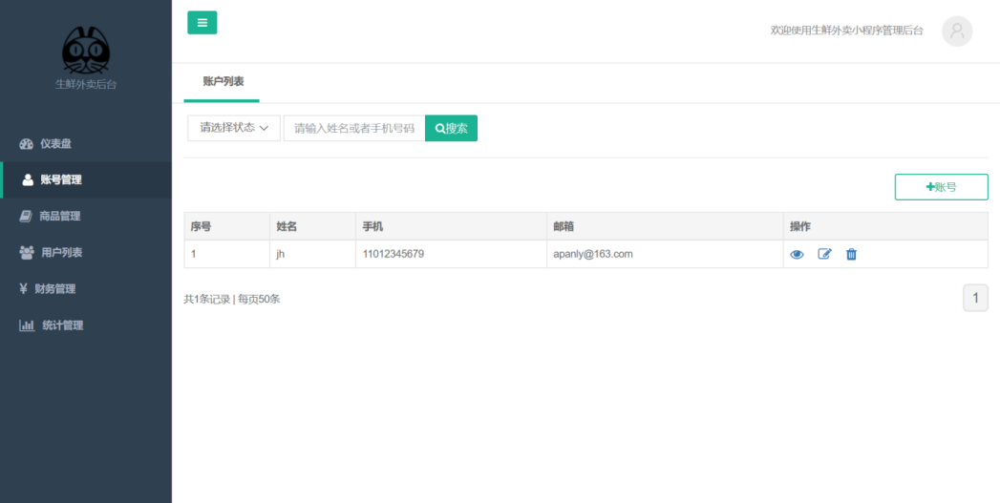 生鲜外卖后台
仪表盘
账号管理
商品管理
用户列表
¥ 财务管理
统计管理
欢迎使用生鲜外卖小程序管理后台
账户列表
请选择状态 请输入姓名或者手机号码 搜索
+账号
序号 姓名 手机 邮箱 操作
1 jh 11012345679 apanly@163.com
共1条记录 | 每页50条 1